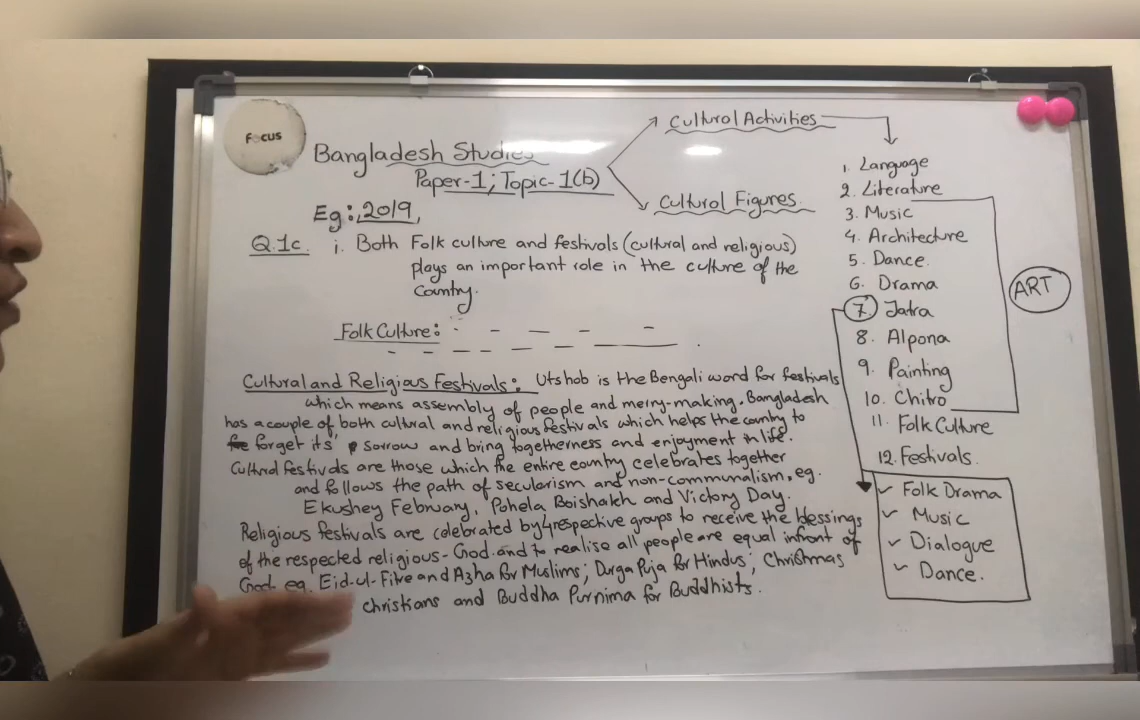 Focus
Bangladesh Studies
Paper-1; Topic-1(b)
Cultural Activities
Cultural Figures
Eg:, 2019,
Q.1c. i. Both Folk culture and festivals (cultural and religious)
plays an important role in the culture of the
Country.
Folk Culture:
Cultural and Religious Festivals: Utshob is the Bengali word for festivals
which means assembly of people and merry-making. Bangladesh
has a couple of both cultural and religious festivals which helps the country to
forget its' sorrow and bring togetherness and enjoyment in life.
Cultural festivals are those which the entire country celebrates together
and follows the path of secularism and non-communalism, eg.
Ekushey February, Pohela Boishakh and Victory Day.
Religious festivals are celebrated by 4 respective groups to receive the blessings
of the respected religious-God and to realise all people are equal infront of
God. eg. Eid-ul-Fitre and Azha for Muslims; Durga Puja for Hindus; Christmas
christians and Buddha Purnima for Buddhists.
1. Language
2. Literature
3. Music
4. Architecture
5. Dance.
6. Drama
7. Jatra
8. Alpona
9. Painting
10. Chitro
11. Folk Culture
12. Festivals.
ART
Folk Drama
Music
Dialogue
Dance.